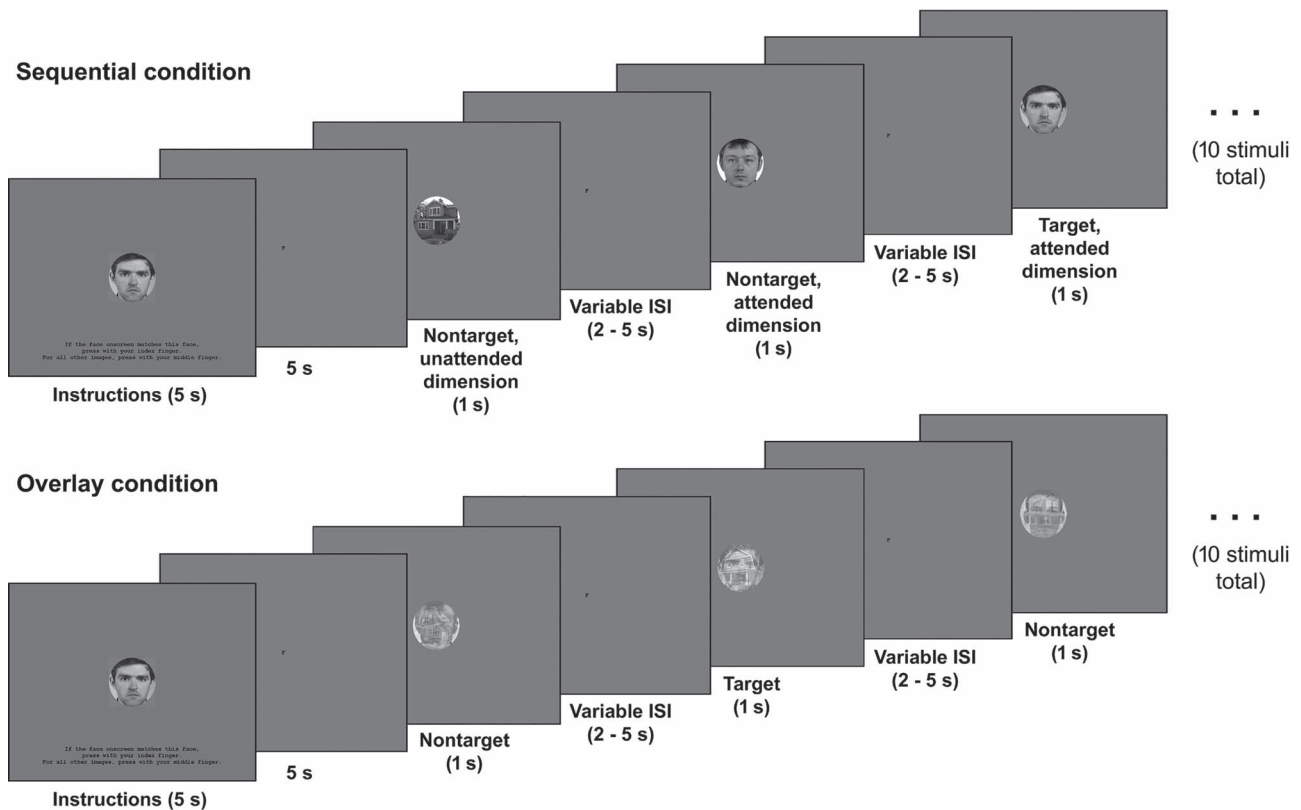 Sequential condition
. . .
(10 stimuli
total)
Target,
attended
dimension
(1 s)
Variable ISI
(2 - 5 s)
Nontarget,
attended
dimension
(1 s)
Variable ISI
(2 - 5 s)
Nontarget,
unattended
dimension
(1 s)
5 s
If the face onscreen matches this face,
press with your index finger.
For all other images, press with your middle finger.
Instructions (5 s)
Overlay condition
. . .
(10 stimuli
total)
Nontarget
(1 s)
Variable ISI
(2 - 5 s)
Target
(1 s)
Variable ISI
(2 - 5 s)
Nontarget
(1 s)
5 s
If the face onscreen matches this face,
press with your index finger.
For all other images, press with your middle finger.
Instructions (5 s)